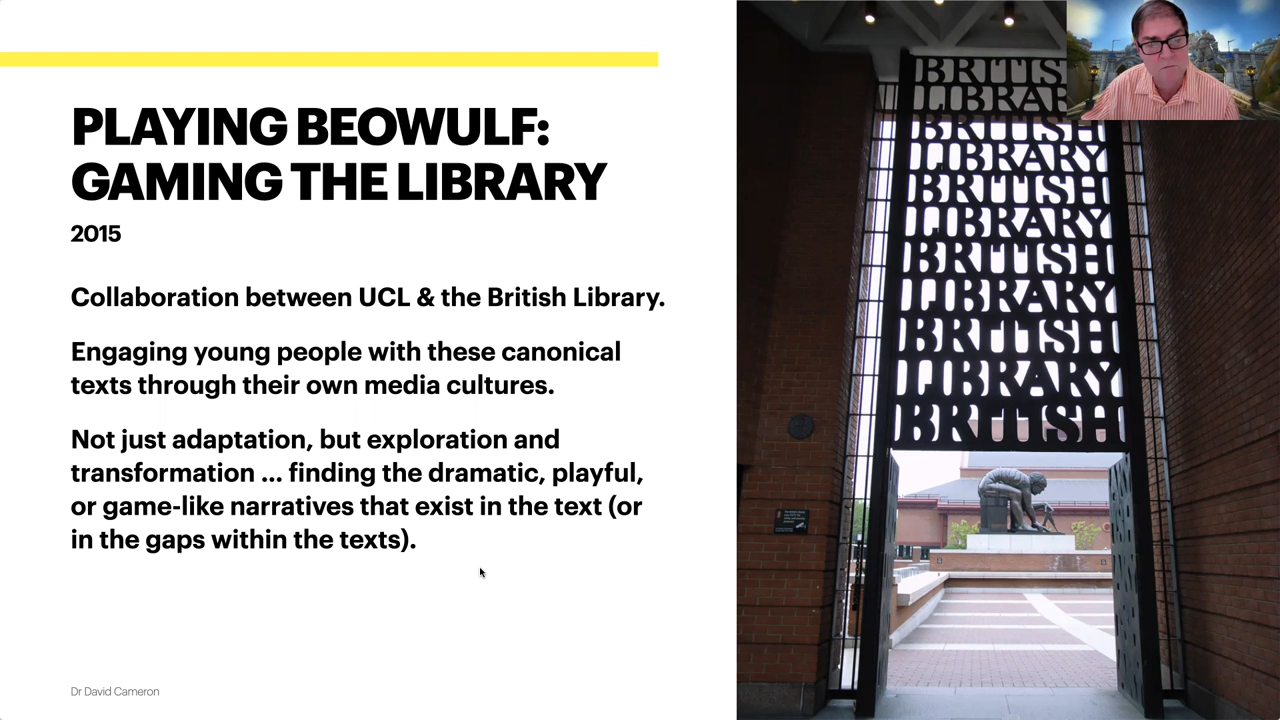 PLAYING BEOWULF:
GAMING THE LIBRARY
2015
Collaboration between UCL & the British Library.
Engaging young people with these canonical
texts through their own media cultures.
Not just adaptation, but exploration and
transformation ... finding the dramatic, playful,
or game-like narratives that exist in the text (or
in the gaps within the texts).
Dr David Cameron
BRITIS
LIBRAR
BRITISH
LIBRARY
BRITISH
LIBRARY
BRITISH
LIBRARY
BRITISH
LIBRARY
BRITISH